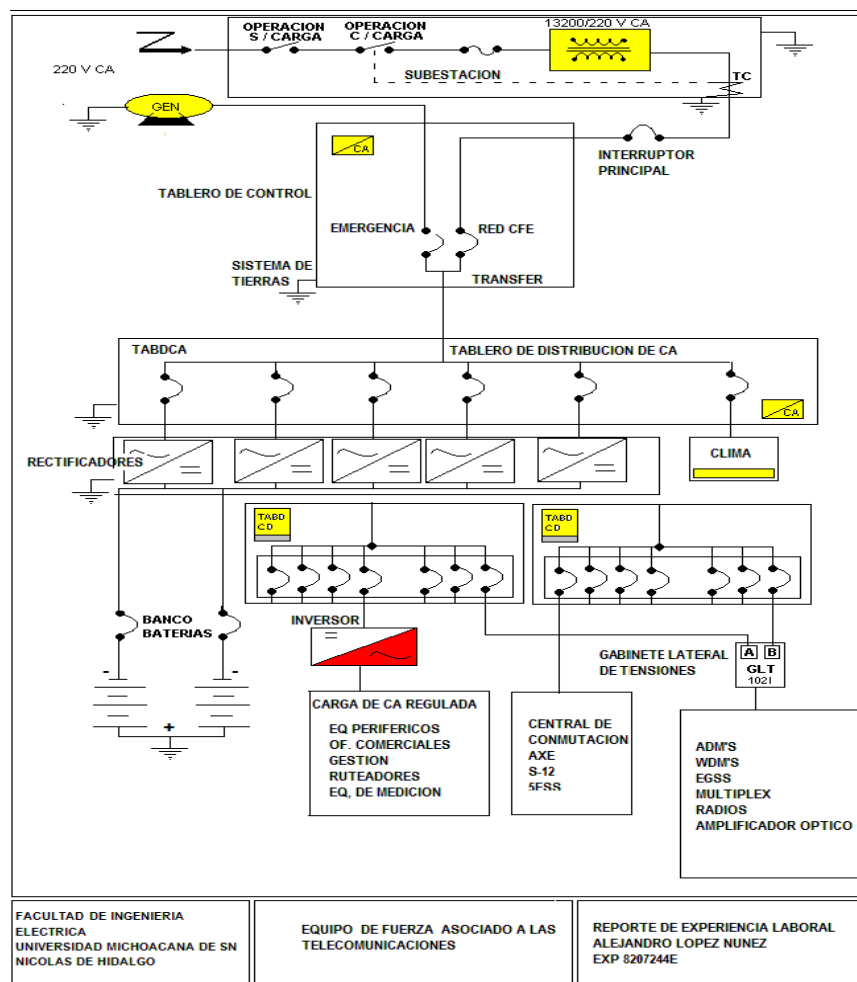 OPERACION
S / CARGA
OPERACION
C / CARGA
13200/220 V CA
220 V CA
SUBESTACION
TC
GEN
CA
INTERRUPTOR
PRINCIPAL
TABLERO DE CONTROL
EMERGENCIA
RED CFE
SISTEMA DE
TIERRAS
TRANSFER
TABDCA
TABLERO DE DISTRIBUCION DE CA
CA
RECTIFICADORES
CLIMA
TABD
CD
TABD
CD
BANCO
BATERIAS
INVERSOR
GABINETE LATERAL
DE TENSIONES
A B
GLT
102I
-
-
+
CARGA DE CA REGULADA
EQ PERIFERICOS
OF. COMERCIALES
GESTION
RUTEADORES
EQ, DE MEDICION
CENTRAL DE
CONMUTACION
AXE
S-12
5ESS
ADM'S
WDM'S
EGSS
MULTIPLEX
RADIOS
AMPLIFICADOR OPTICO
FACULTAD DE INGENIERIA
ELECTRICA
UNIVERSIDAD MICHOACANA DE SN
NICOLAS DE HIDALGO
EQUIPO DE FUERZA ASOCIADO A LAS
TELECOMUNICACIONES
REPORTE DE EXPERIENCIA LABORAL
ALEJANDRO LOPEZ NUNEZ
EXP 8207244E